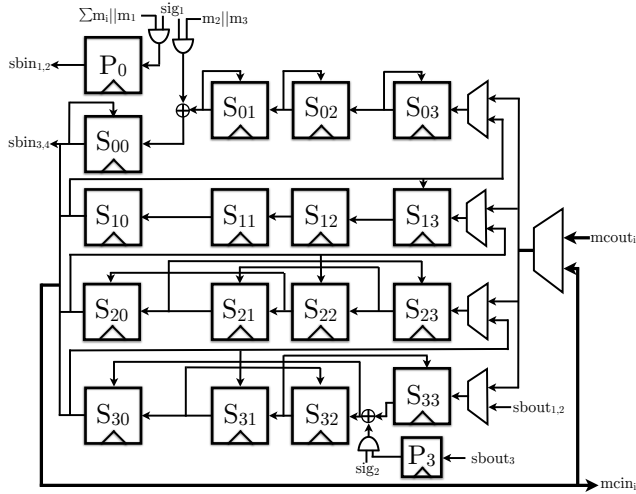 ∑mᵢ||m₁ sig₁ m₂||m₃
sbin₁,₂ P₀
S₀₁ S₀₂ S₀₃
sbin₃,₄ S₀₀
S₁₀ S₁₁ S₁₂ S₁₃
mcoutᵢ
S₂₀ S₂₁ S₂₂ S₂₃
S₃₀ S₃₁ S₃₂ S₃₃ sbout₁,₂
sig₂ P₃ sbout₃
mcinᵢ